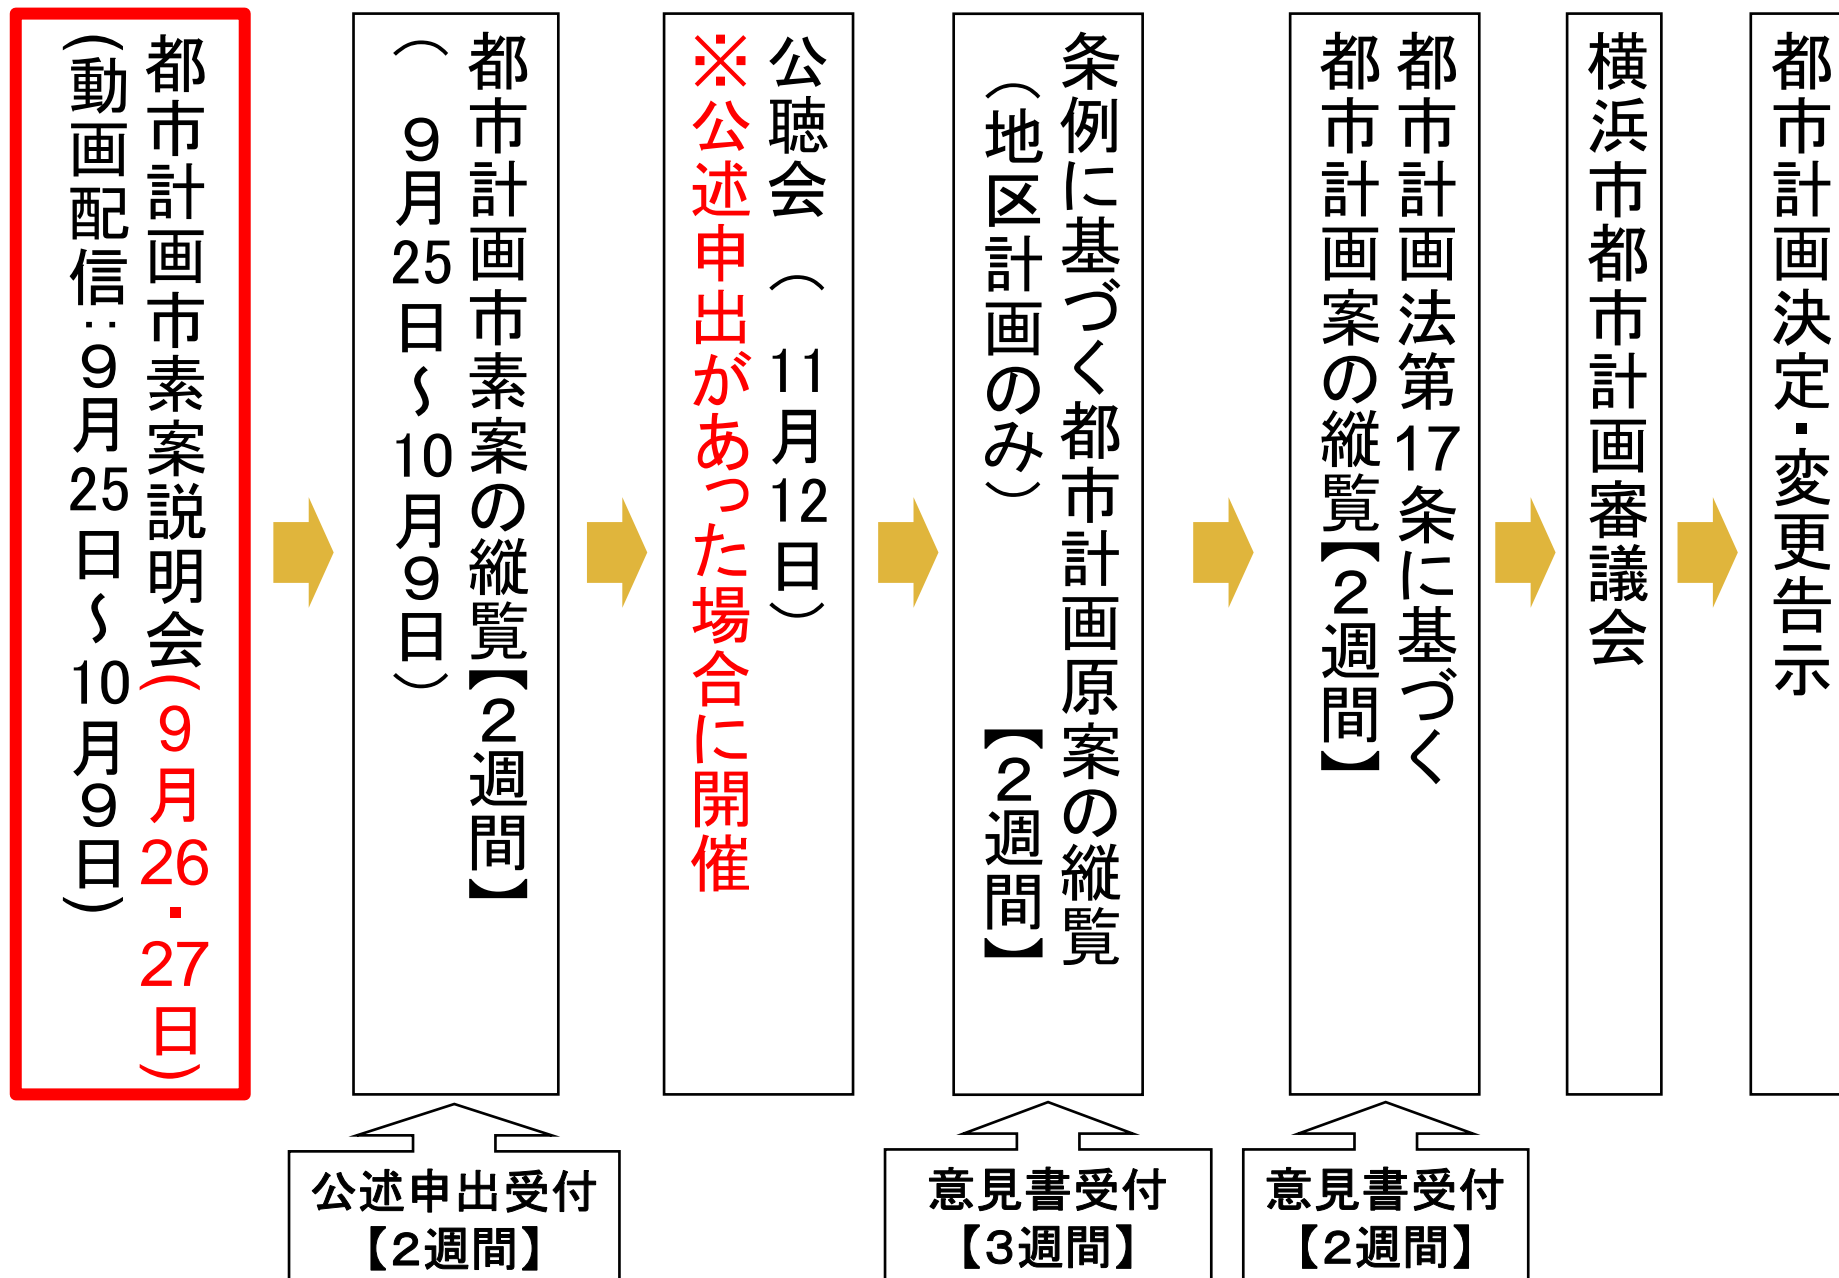 都市計画市素案説明会(9月26・27日)
(動画配信:9月25日～10月9日)
都市計画市素案の縦覧【2週間】
(　9月25日～10月9日)
公聴会　(　11月12日)
※公述申出があった場合に開催
条例に基づく都市計画原案の縦覧
(地区計画のみ)　　　【2週間】
都市計画法第17条に基づく
都市計画案の縦覧【2週間】
横浜市都市計画審議会
都市計画決定・変更告示
公述申出受付
【2週間】
意見書受付
【3週間】
意見書受付
【2週間】